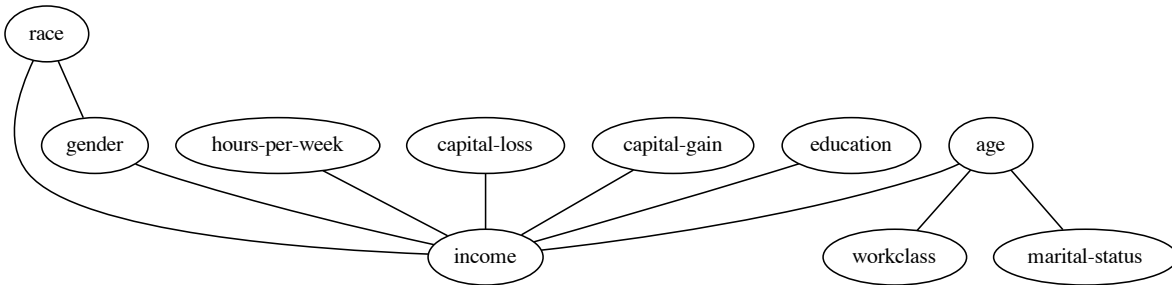 race
gender
hours-per-week
capital-loss
capital-gain
education
age
income
workclass
marital-status